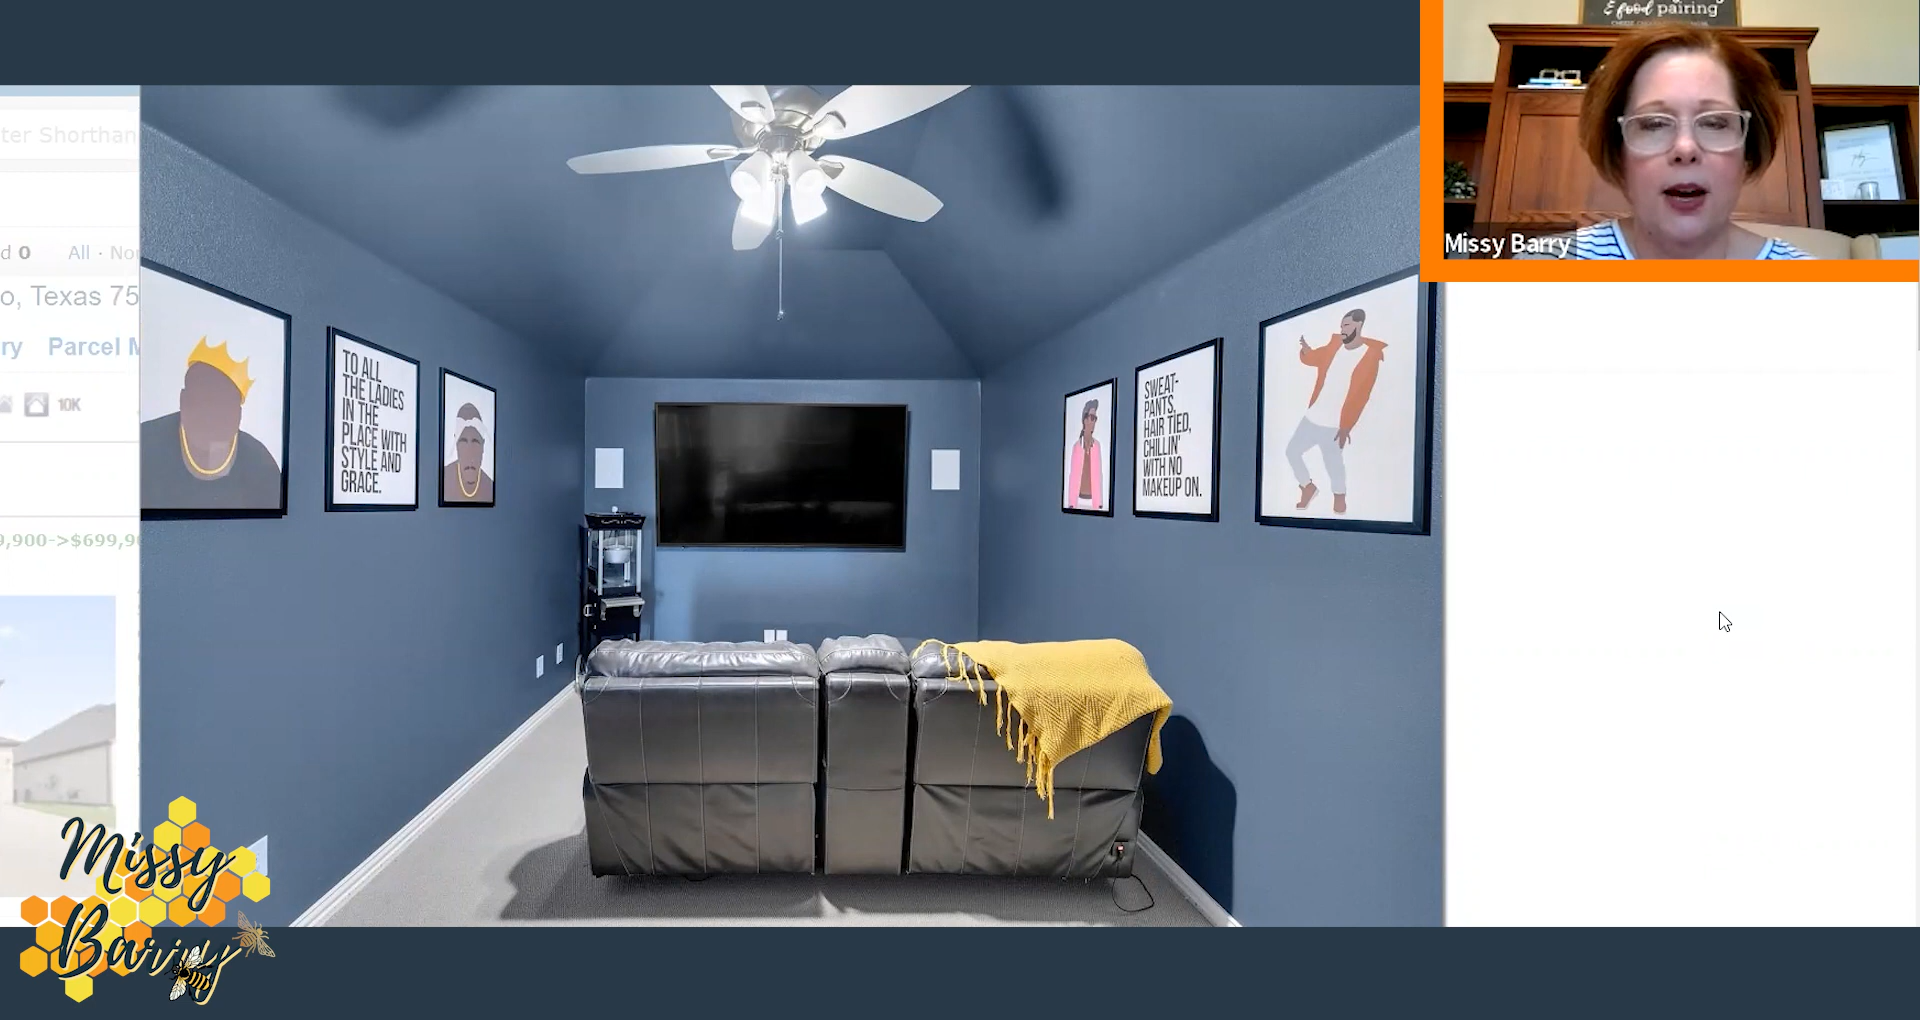 & food pairing
Missy Barry
ter Shorthan
d 0 All · No
o, Texas 75
ry Parcel M
10K
9,900->$699,9
TO ALL
THE LADIES
IN THE
PLACE WITH
STYLE AND
GRACE.
SWEAT-
PANTS,
HAIR TIED,
CHILLIN'
WITH NO
MAKEUP ON.
Missy
Barry